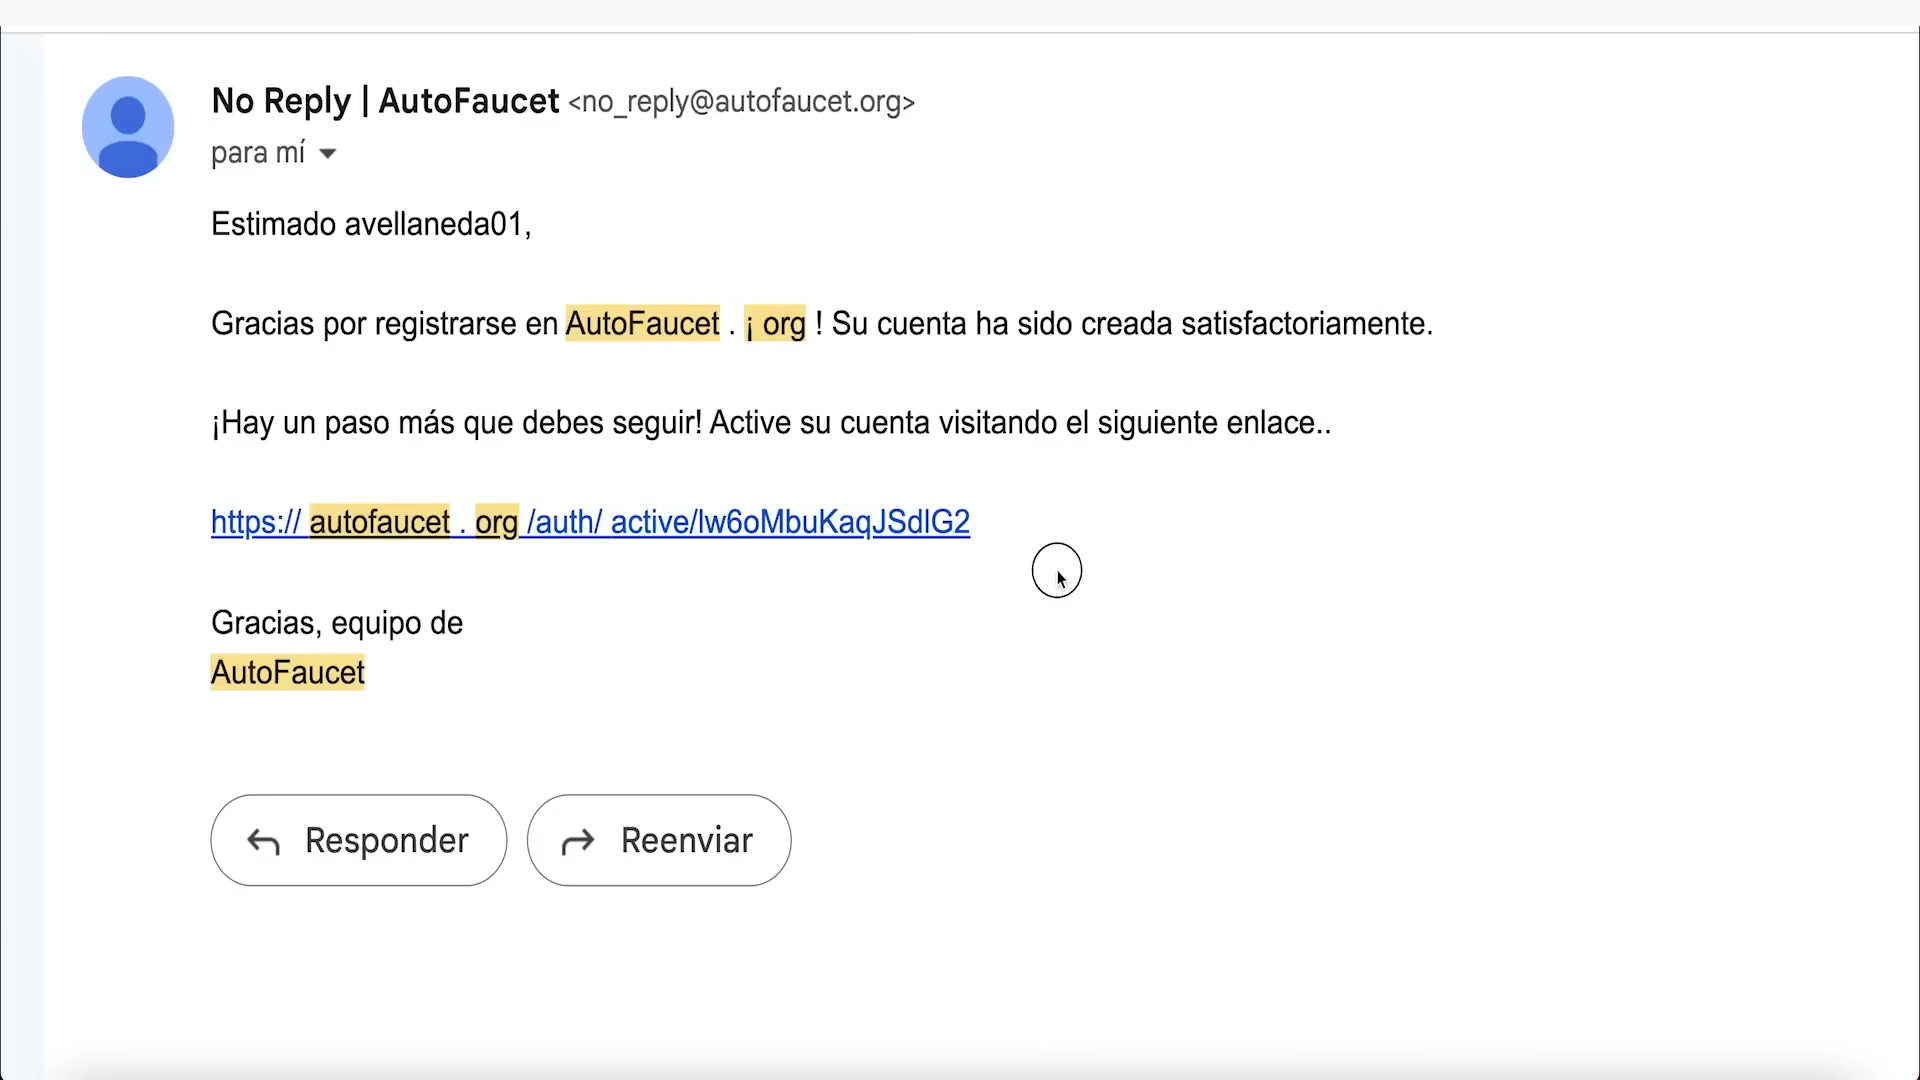 No Reply | AutoFaucet <no_reply@autofaucet.org>
para mí
Estimado avellaneda01,
Gracias por registrarse en AutoFaucet . ¡ org ! Su cuenta ha sido creada satisfactoriamente.
¡Hay un paso más que debes seguir! Active su cuenta visitando el siguiente enlace..
https:// autofaucet . org /auth/ active/lw6oMbuKaqJSdlG2
Gracias, equipo de
AutoFaucet
Responder
Reenviar